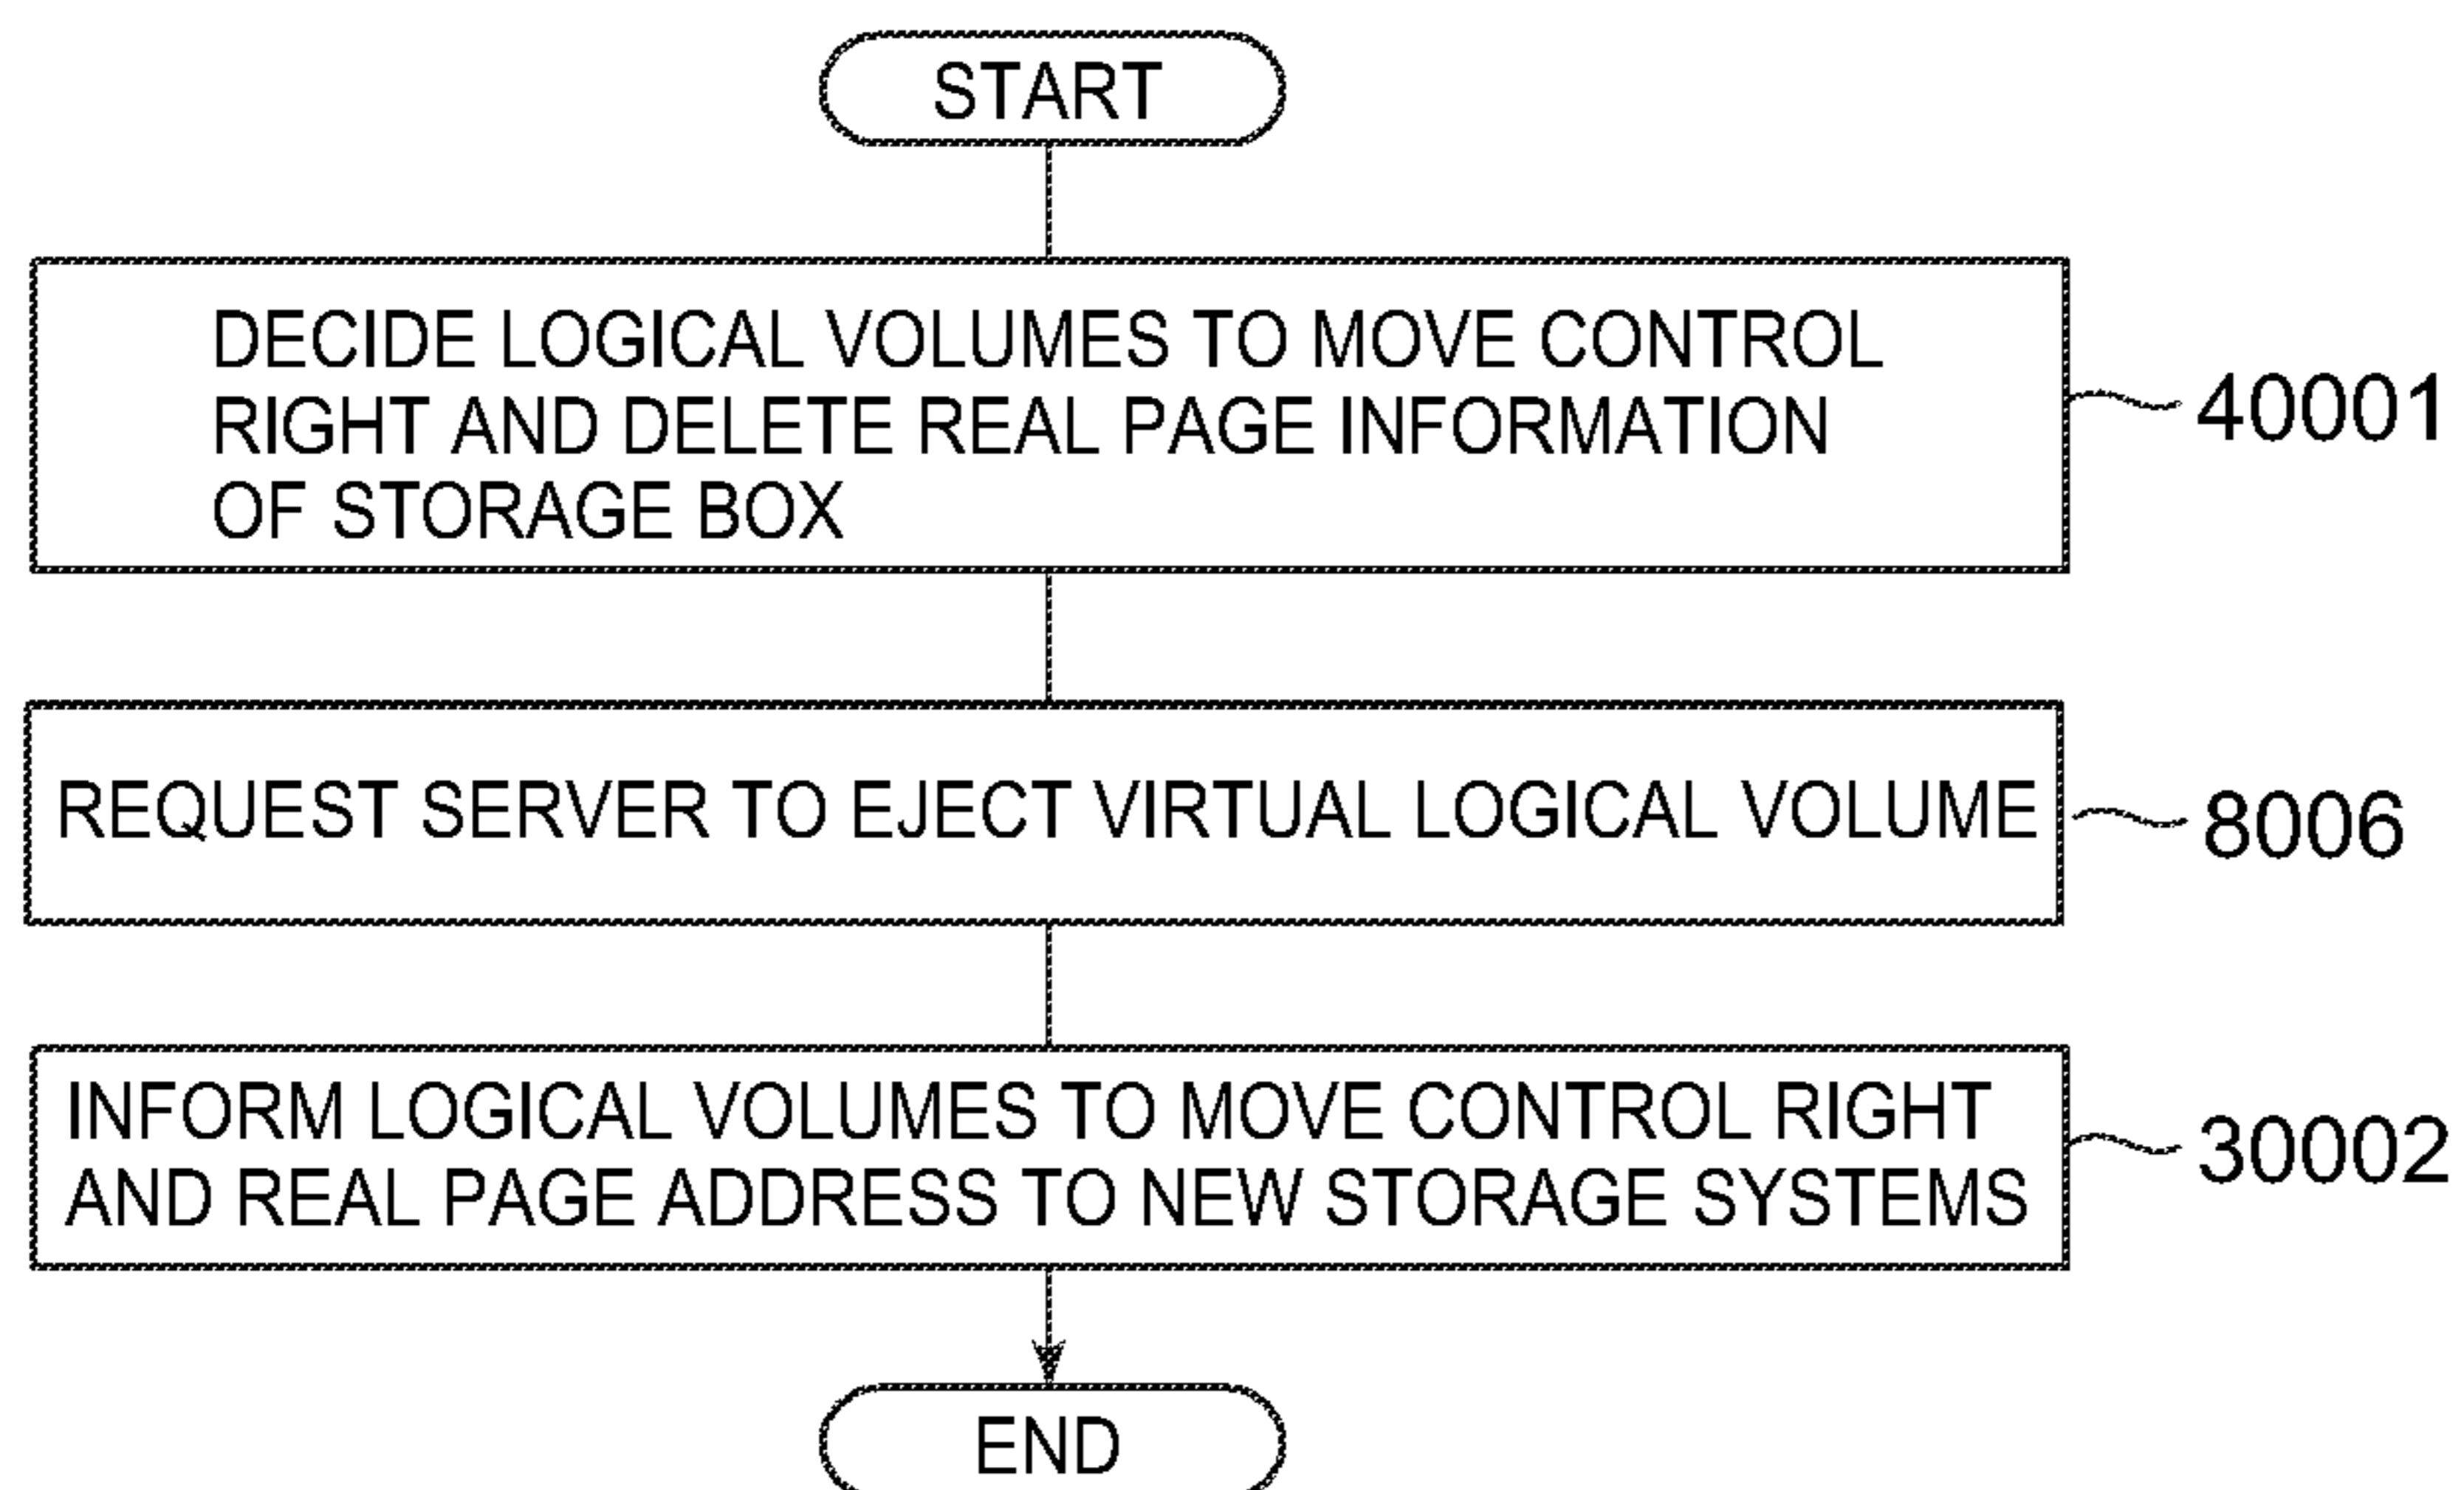 START
DECIDE LOGICAL VOLUMES TO MOVE CONTROL
RIGHT AND DELETE REAL PAGE INFORMATION
OF STORAGE BOX
40001
REQUEST SERVER TO EJECT VIRTUAL LOGICAL VOLUME
8006
INFORM LOGICAL VOLUMES TO MOVE CONTROL RIGHT
AND REAL PAGE ADDRESS TO NEW STORAGE SYSTEMS
30002
END